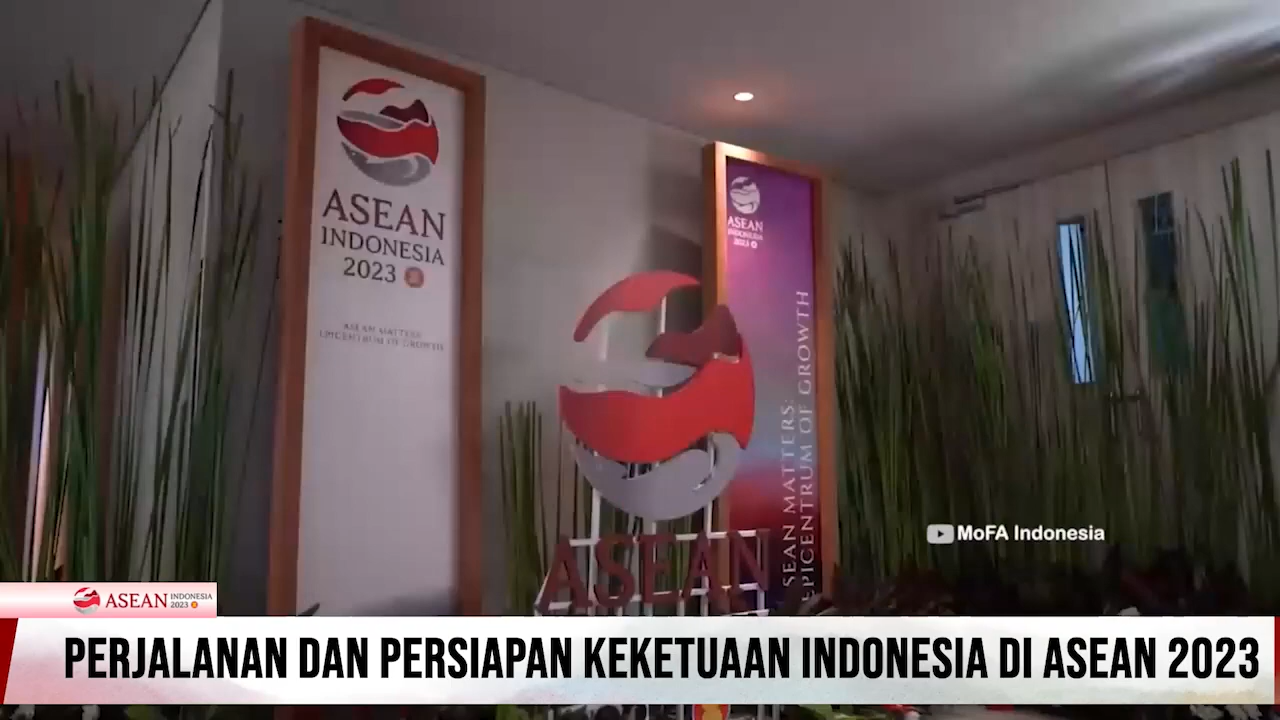 ASEAN
INDONESIA
2023
ASEAN MATTERS:
EPICENTRUM OF GROWTH
ASEAN
INDONESIA
2023
ASEAN MATTERS:
EPICENTRUM OF GROWTH
ASEAN
MoFA Indonesia
ASEAN INDONESIA
2023
PERJALANAN DAN PERSIAPAN KEKETUAAN INDONESIA DI ASEAN 2023